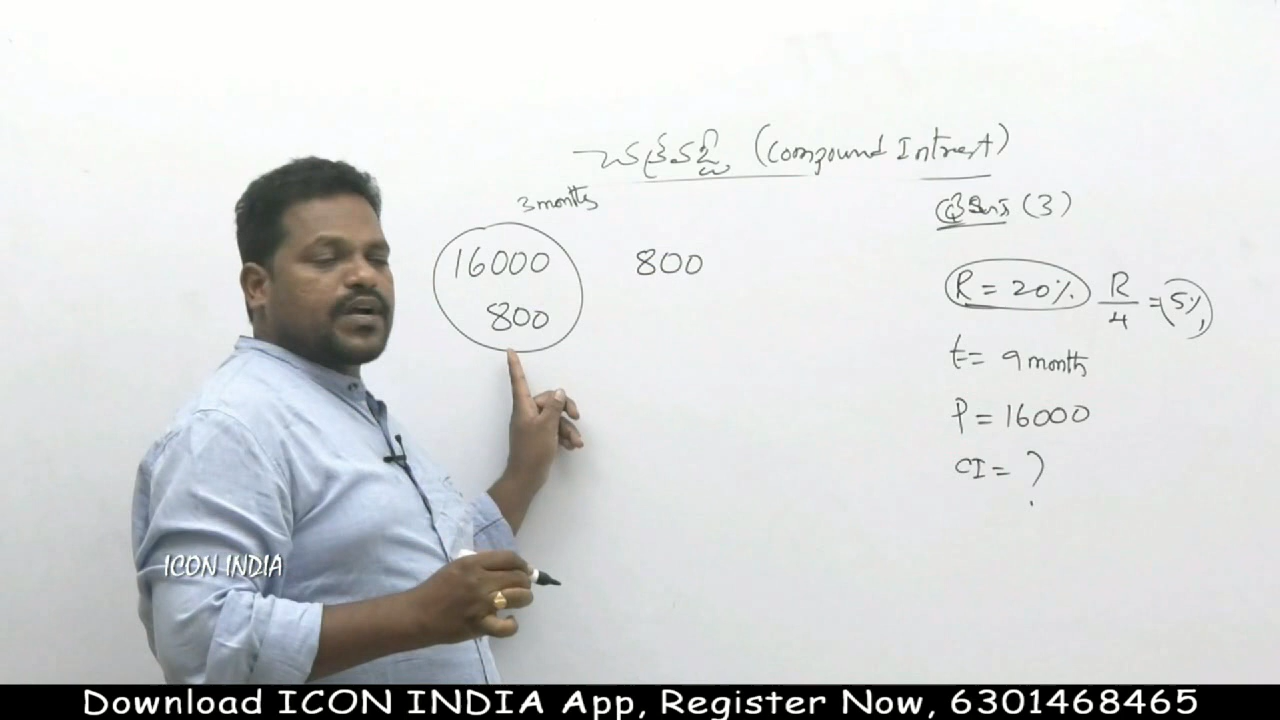 చక్రవడ్డీ (Compound Intrest)
3 months
(3)
16000 800
800
R = 20% R/4 = 5%
t = 9 month
P = 16000
CI = ?
ICON INDIA
Download ICON INDIA App, Register Now, 6301468465